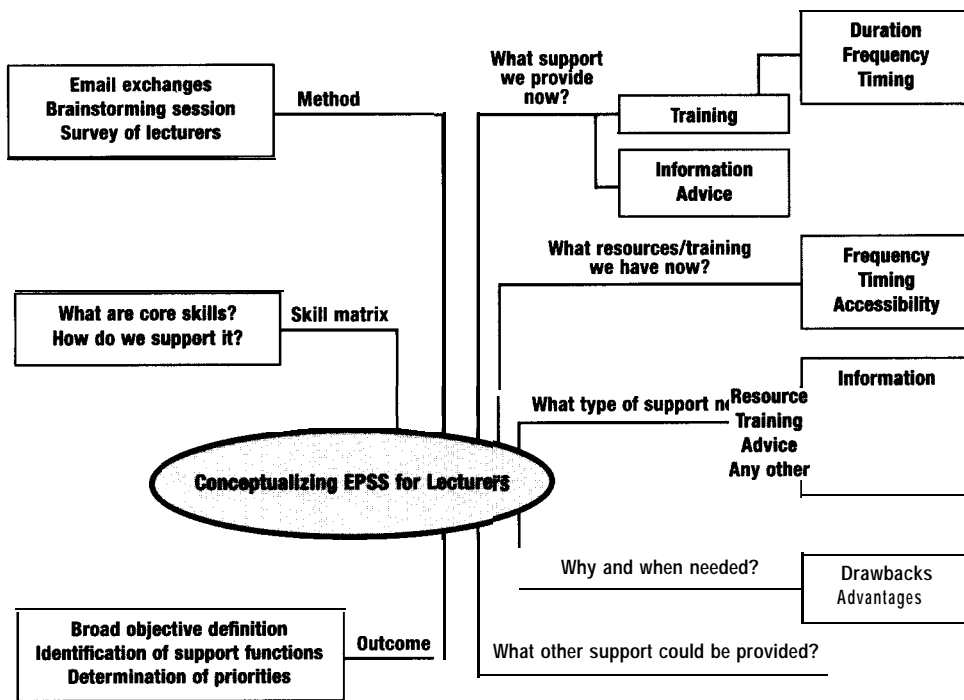 Email exchanges
Brainstorming session
Survey of lecturers
Method
What are core skills?
How do we support it?
Skill matrix
Conceptualizing EPSS for Lecturers
Broad objective definition
Identification of support functions
Determination of priorities
Outcome
What support
we provide
now?
Training
Duration
Frequency
Timing
Information
Advice
What resources/training
we have now?
Frequency
Timing
Accessibility
What type of support
Information
Resource
Training
Advice
Any other
Why and when needed?
Drawbacks
Advantages
What other support could be provided?